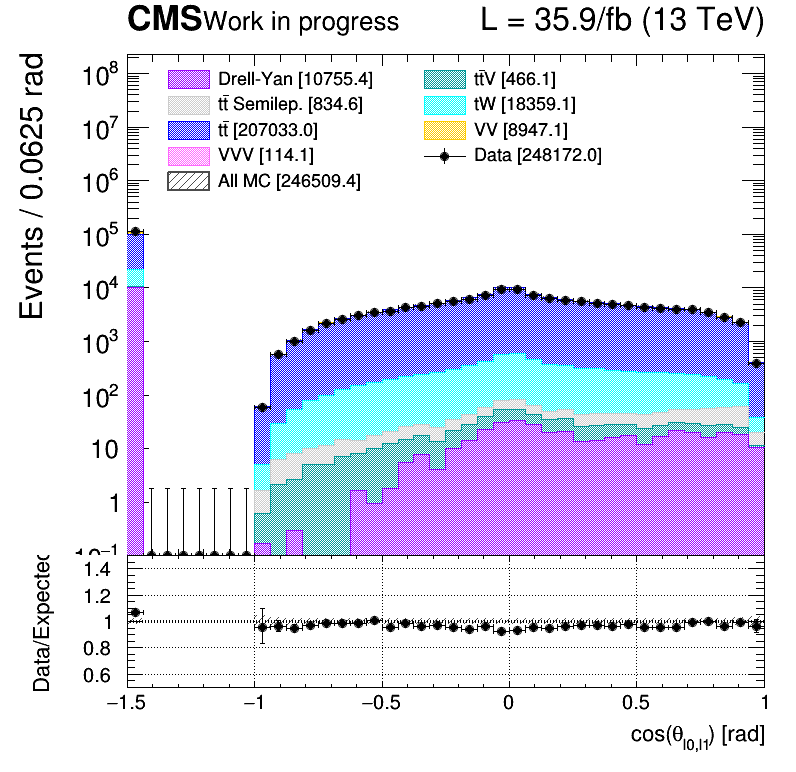 CMS Work in progress L = 35.9/fb (13 TeV)
Events / 0.0625 rad
Drell-Yan [10755.4]
tt̄ Semilep. [834.6]
tt̄ [207033.0]
VVV [114.1]
All MC [246509.4]
tt̄V [466.1]
tW [18359.1]
VV [8947.1]
Data [248172.0]
10⁸
10⁷
10⁶
10⁵
10⁴
10³
10²
10
1
10⁻¹
Data/Expected
1.4
1.2
1
0.8
0.6
−1.5 −1 −0.5 0 0.5 1
cos(θ_l0,l1) [rad]